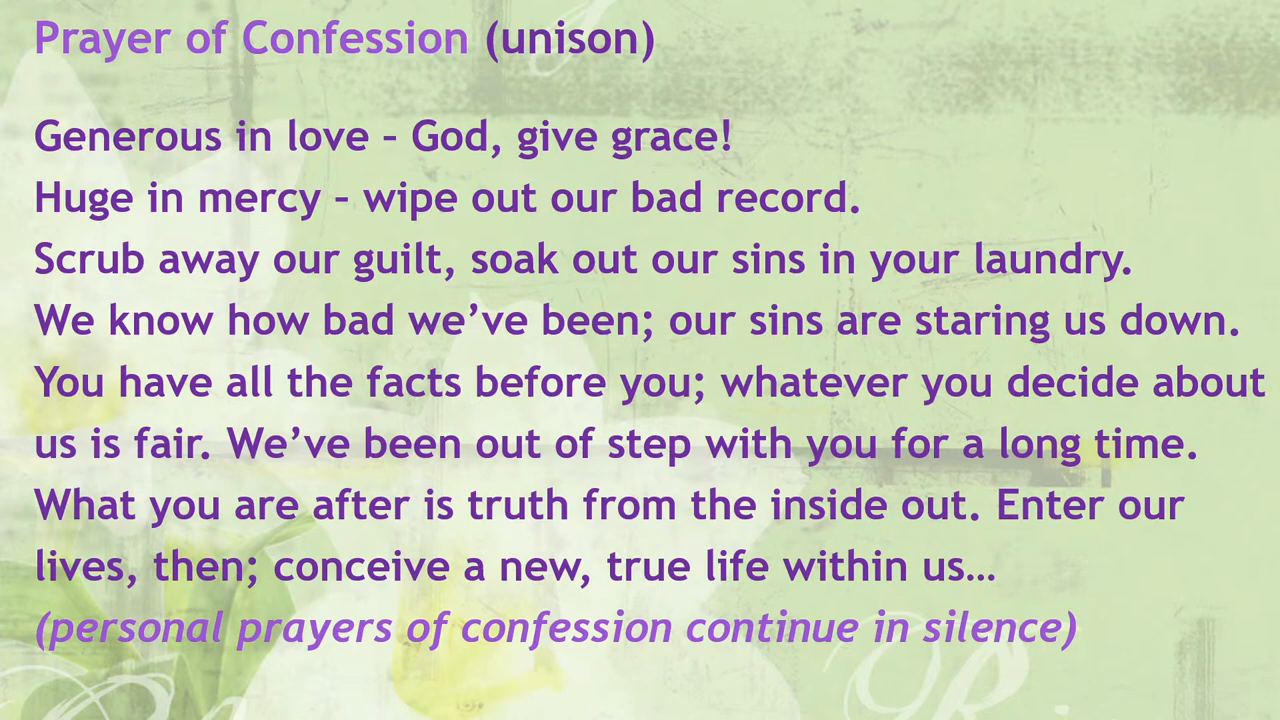 Prayer of Confession (unison)
Generous in love – God, give grace!
Huge in mercy – wipe out our bad record.
Scrub away our guilt, soak out our sins in your laundry.
We know how bad we’ve been; our sins are staring us down.
You have all the facts before you; whatever you decide about
us is fair. We’ve been out of step with you for a long time.
What you are after is truth from the inside out. Enter our
lives, then; conceive a new, true life within us…
(personal prayers of confession continue in silence)